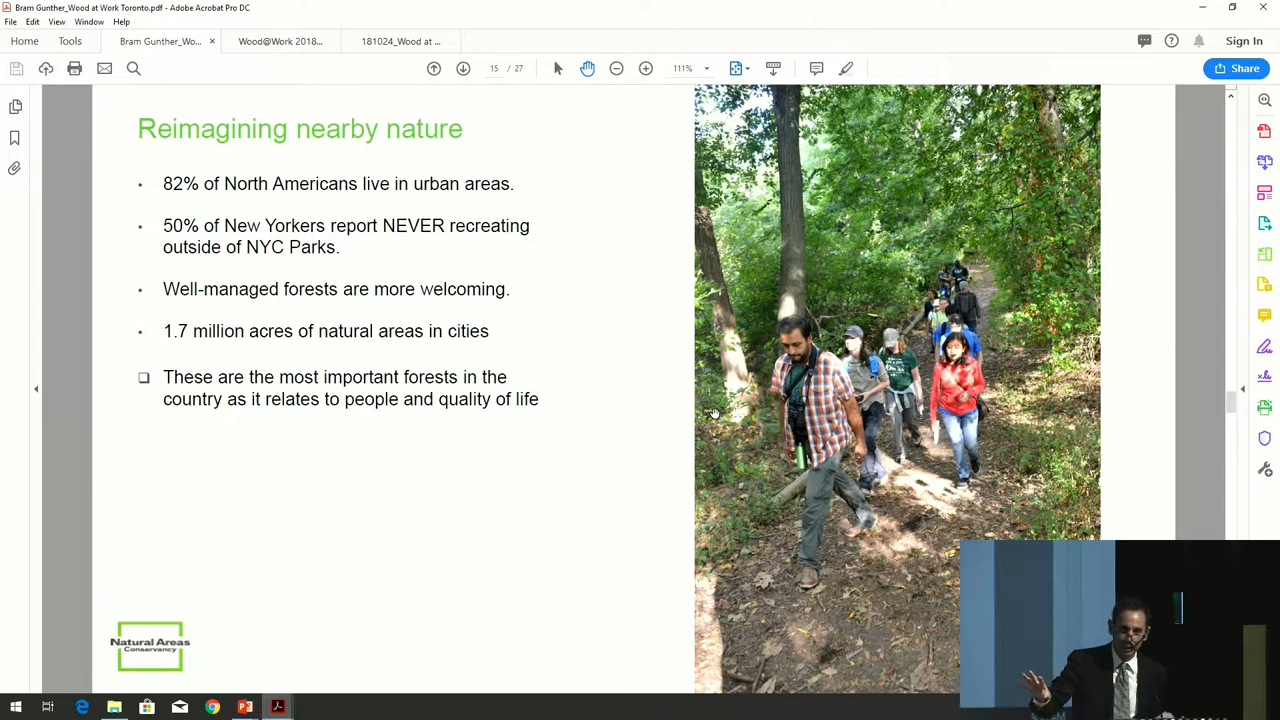 Bram Gunther_Wood at Work Toronto.pdf - Adobe Acrobat Pro DC
File Edit View Window Help
Home Tools Bram Gunther_Wo... × Wood@Work 2018... 181024_Wood at ... Sign In
15 / 27 111% Share
Reimagining nearby nature
• 82% of North Americans live in urban areas.
• 50% of New Yorkers report NEVER recreating
outside of NYC Parks.
• Well-managed forests are more welcoming.
• 1.7 million acres of natural areas in cities
❑ These are the most important forests in the
country as it relates to people and quality of life
Natural Areas
Conservancy